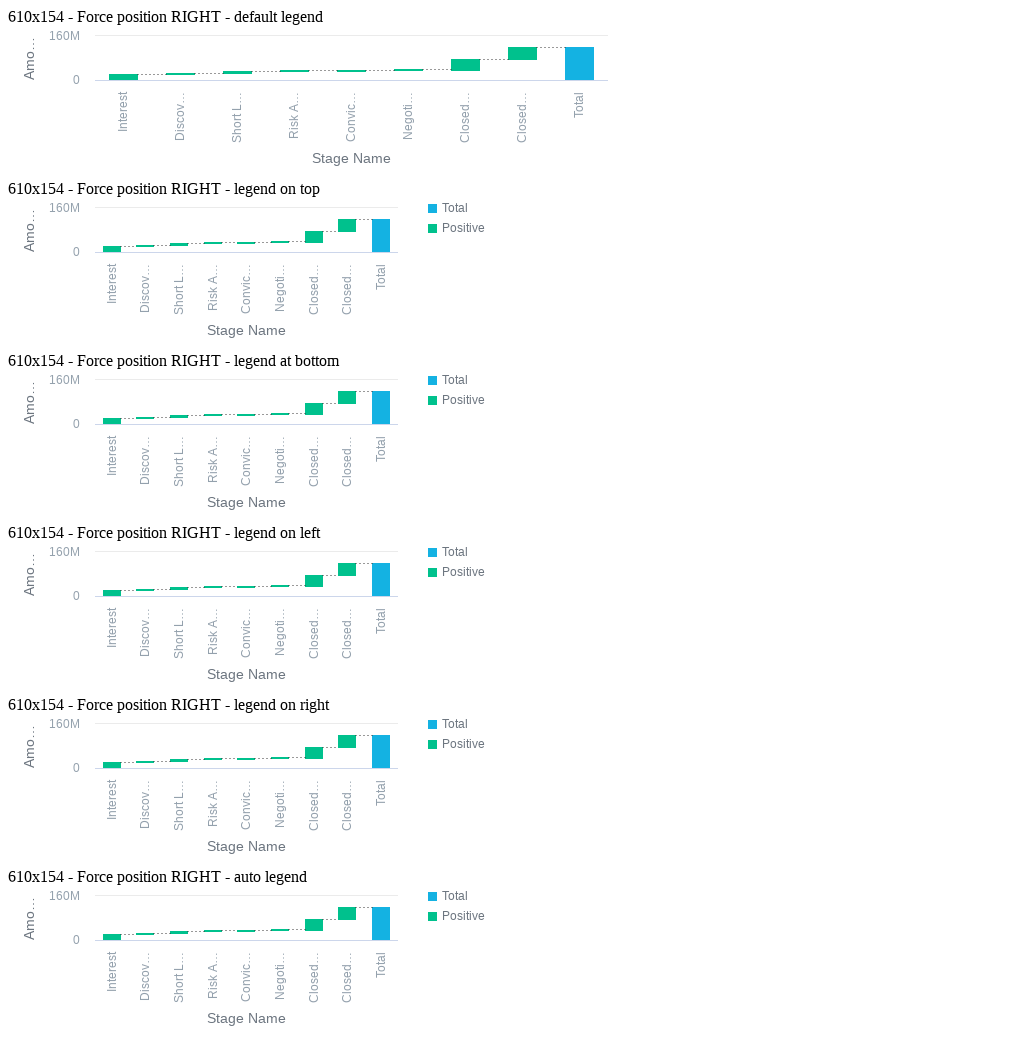 610x154 - Force position RIGHT - default legend
160M
0
Amo…
Interest
Discov…
Short L…
Risk A…
Convic…
Negoti…
Closed…
Closed…
Total
Stage Name
610x154 - Force position RIGHT - legend on top
160M
0
Amo…
Interest
Discov…
Short L…
Risk A…
Convic…
Negoti…
Closed…
Closed…
Total
Stage Name
Total
Positive
610x154 - Force position RIGHT - legend at bottom
160M
0
Amo…
Interest
Discov…
Short L…
Risk A…
Convic…
Negoti…
Closed…
Closed…
Total
Stage Name
Total
Positive
610x154 - Force position RIGHT - legend on left
160M
0
Amo…
Interest
Discov…
Short L…
Risk A…
Convic…
Negoti…
Closed…
Closed…
Total
Stage Name
Total
Positive
610x154 - Force position RIGHT - legend on right
160M
0
Amo…
Interest
Discov…
Short L…
Risk A…
Convic…
Negoti…
Closed…
Closed…
Total
Stage Name
Total
Positive
610x154 - Force position RIGHT - auto legend
160M
0
Amo…
Interest
Discov…
Short L…
Risk A…
Convic…
Negoti…
Closed…
Closed…
Total
Stage Name
Total
Positive